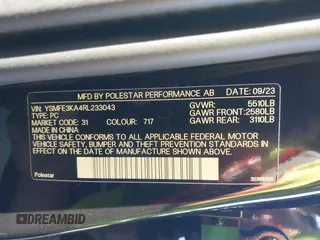 MFD BY POLESTAR PERFORMANCE AB DATE: 09/23
VIN: YSMFE3KA4RL233043 GVWR: 5510LB
TYPE: PC GAWR FRONT: 2580LB
MARKET: 31 COLOUR: 717 GAWR REAR: 3110LB
MADE IN CHINA
THIS VEHICLE CONFORMS TO ALL APPLICABLE FEDERAL MOTOR
VEHICLE SAFETY, BUMPER AND THEFT PREVENTION STANDARDS
IN EFFECT ON THE DATE OF MANUFACTURE SHOWN ABOVE.
Polestar
DREAMBID